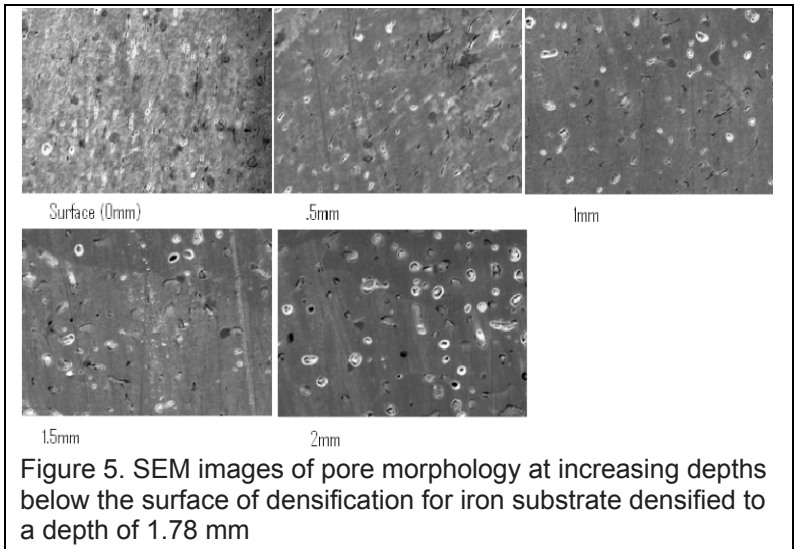 Surface (0mm)
.5mm
1mm
1.5mm
2mm
Figure 5. SEM images of pore morphology at increasing depths
below the surface of densification for iron substrate densified to
a depth of 1.78 mm